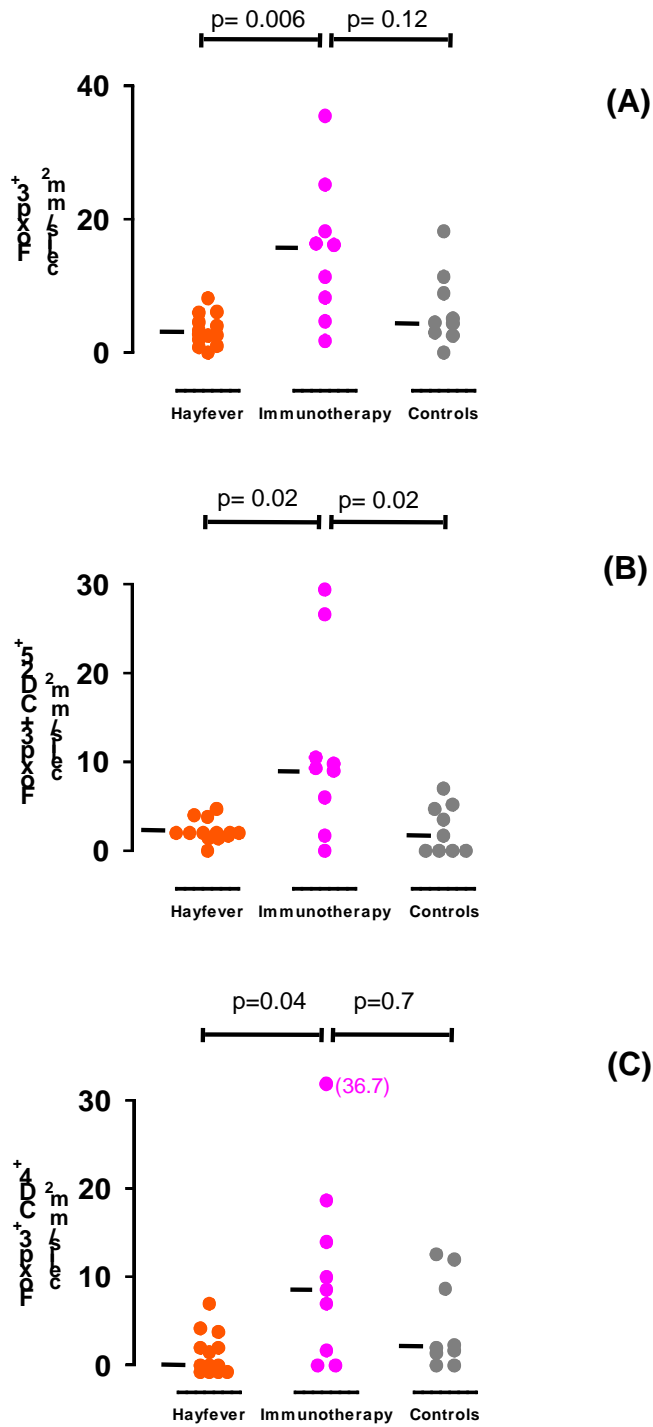 p= 0.006 p= 0.12
(A)
Foxp3⁺
cells/mm²
40
20
0
Hayfever Immunotherapy Controls
p= 0.02 p= 0.02
(B)
Foxp3+CD25⁺
cells/mm²
30
20
10
0
Hayfever Immunotherapy Controls
p=0.04 p=0.7
(C)
(36.7)
Foxp3⁺CD4⁺
cells/mm²
30
20
10
0
Hayfever Immunotherapy Controls